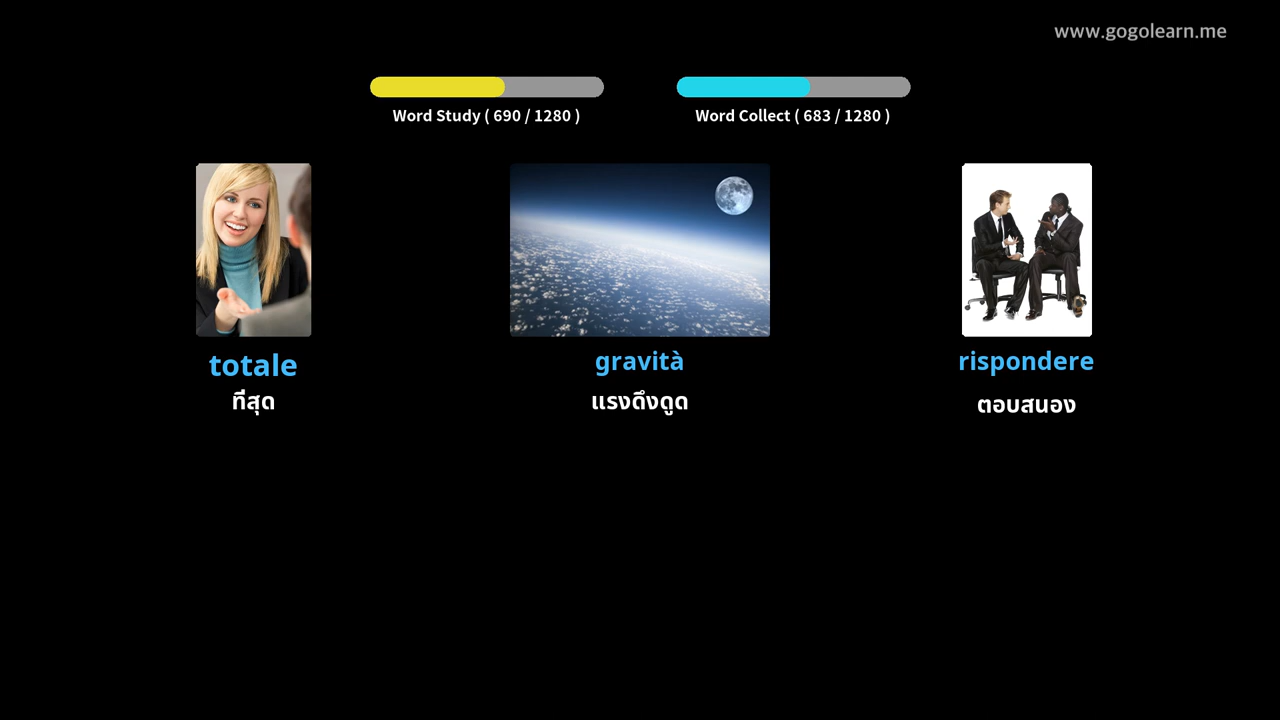 www.gogolearn.me
Word Study ( 690 / 1280 )
Word Collect ( 683 / 1280 )
totale
ที่สุด
gravità
แรงดึงดูด
rispondere
ตอบสนอง